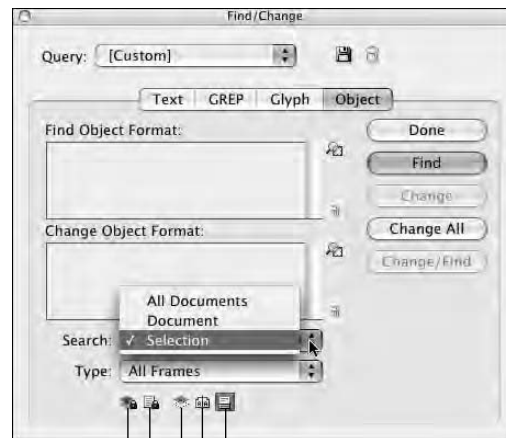 Find/Change
Query: [Custom]
Text GREP Glyph Object
Find Object Format:
Done
Find
Change
Change Object Format:
Change All
Change/Find
All Documents
Document
Search: ✓ Selection
Type: All Frames